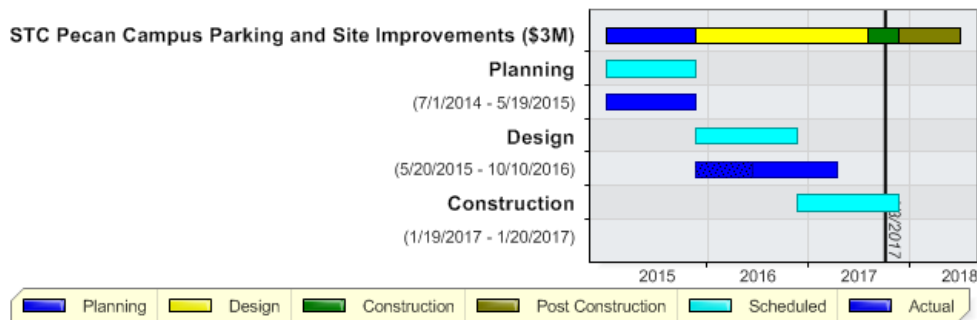 STC Pecan Campus Parking and Site Improvements ($3M)
Planning
(7/1/2014 - 5/19/2015)
Design
(5/20/2015 - 10/10/2016)
Construction
(1/19/2017 - 1/20/2017)
/3/2017
2015 2016 2017 2018
Planning Design Construction Post Construction Scheduled Actual